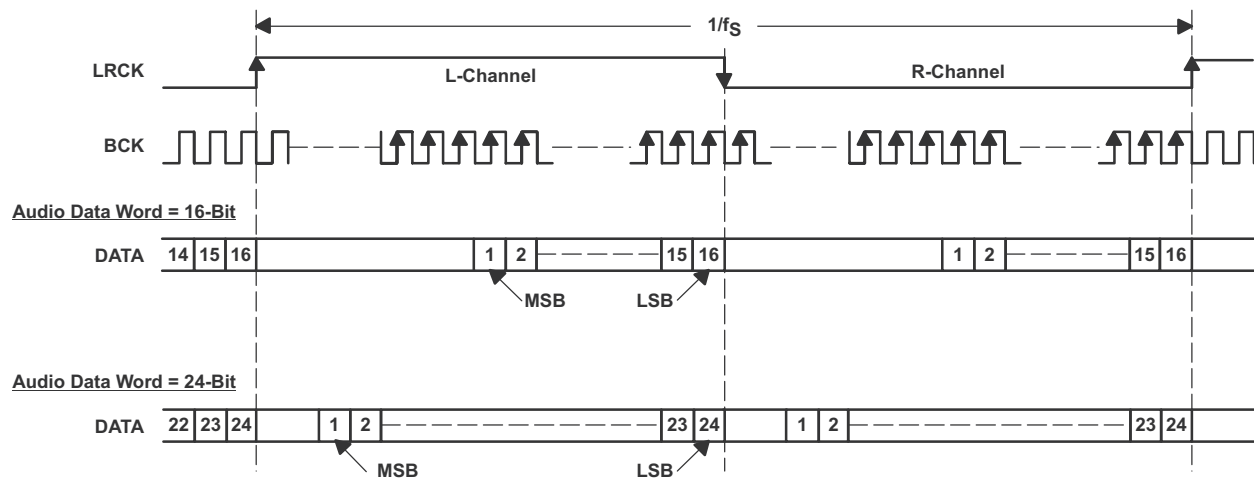 1/fS
LRCK
L-Channel
R-Channel
BCK
Audio Data Word = 16-Bit
DATA 14 15 16 1 2 15 16 1 2 15 16
MSB LSB
Audio Data Word = 24-Bit
DATA 22 23 24 1 2 23 24 1 2 23 24
MSB LSB